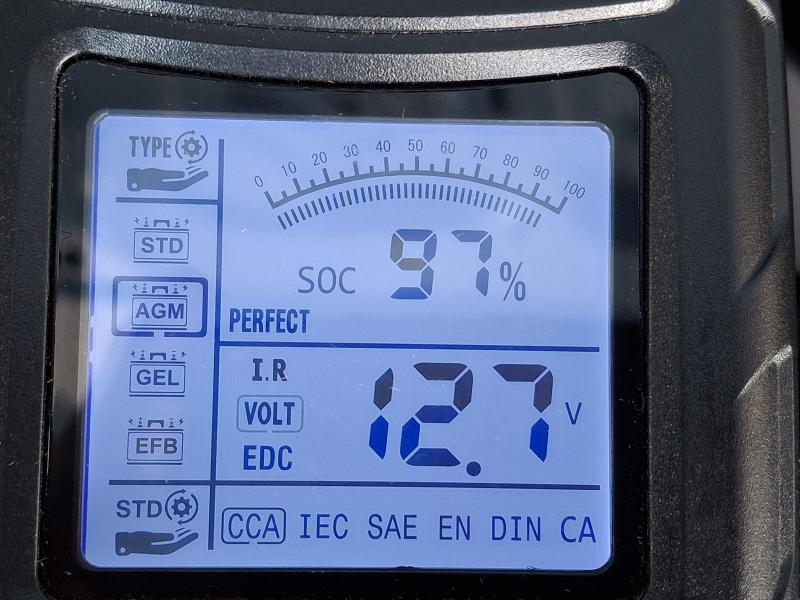 TYPE
0 10 20 30 40 50 60 70 80 90 100
STD
SOC 97%
AGM
PERFECT
GEL
I.R
VOLT
12.7 V
EFB
EDC
STD
CCA IEC SAE EN DIN CA